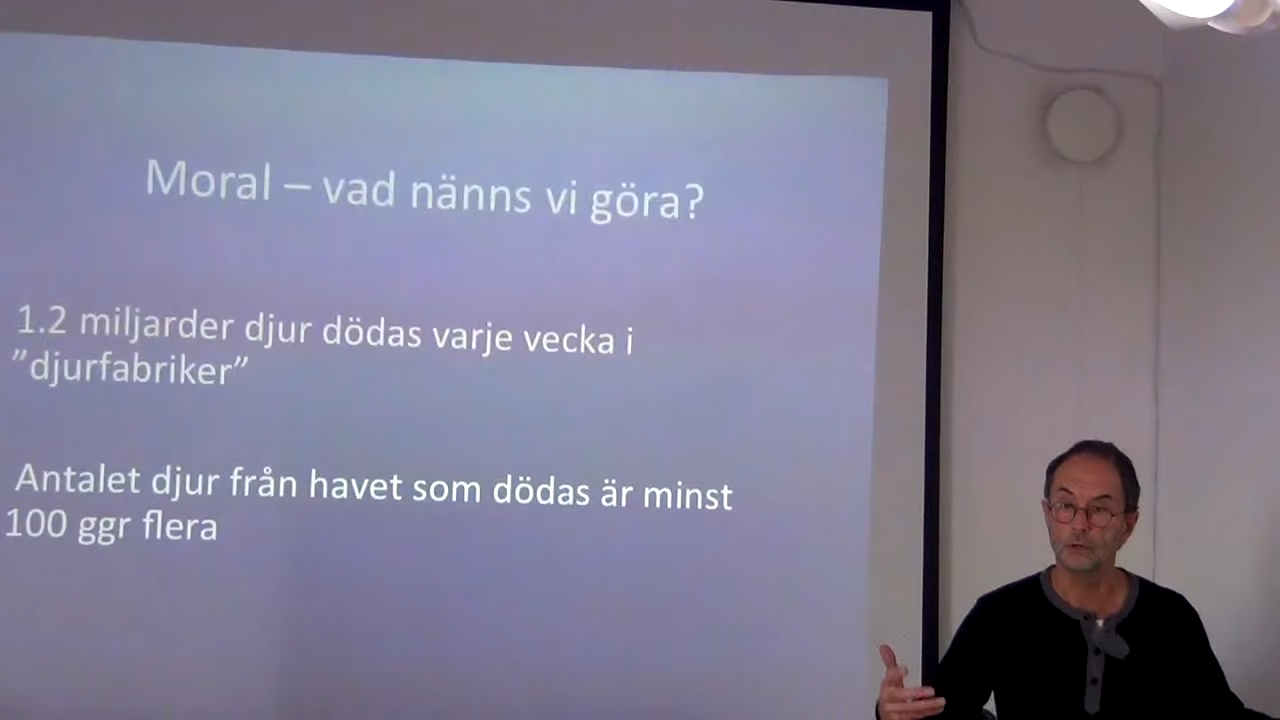 Moral – vad nänns vi göra?
1.2 miljarder djur dödas varje vecka i
”djurfabriker”
Antalet djur från havet som dödas är minst
100 ggr flera